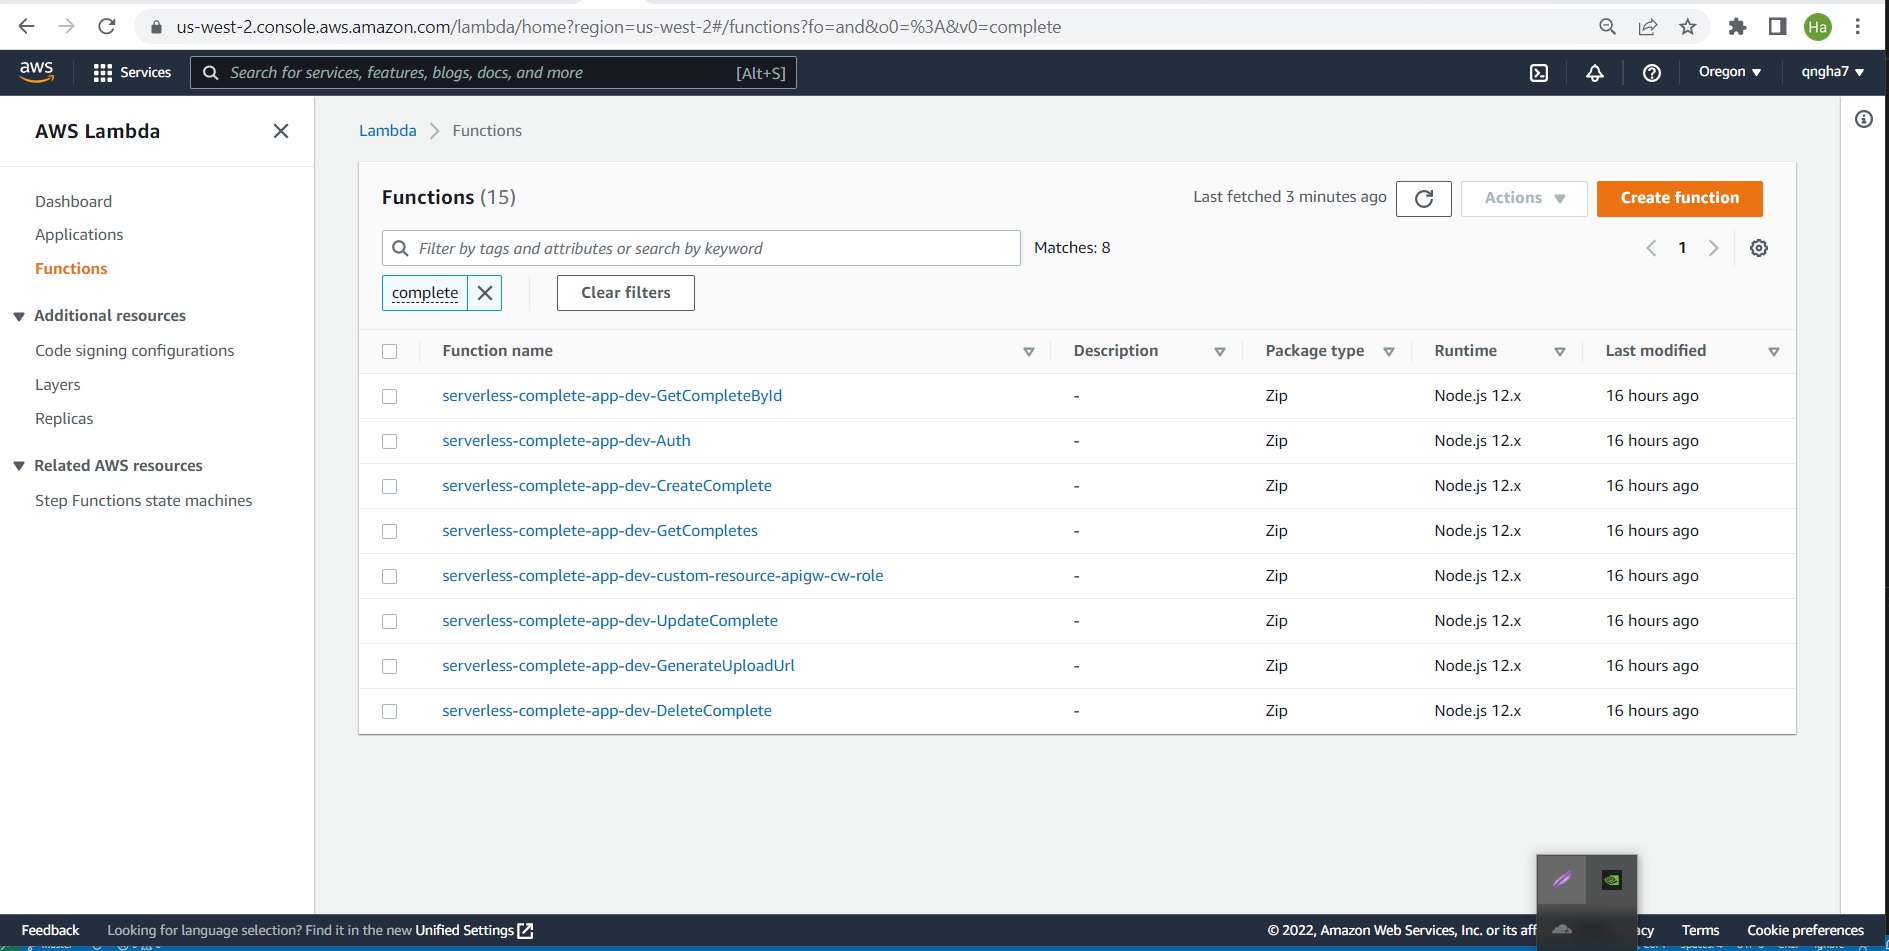 us-west-2.console.aws.amazon.com/lambda/home?region=us-west-2#/functions?fo=and&o0=%3A&v0=complete
Ha
aws
Services
Search for services, features, blogs, docs, and more
[Alt+S]
Oregon
qngha7
AWS Lambda
Dashboard
Applications
Functions
Additional resources
Code signing configurations
Layers
Replicas
Related AWS resources
Step Functions state machines
Lambda
Functions
Functions (15)
Last fetched 3 minutes ago
Actions
Create function
Filter by tags and attributes or search by keyword
Matches: 8
1
complete
Clear filters
Function name Description Package type Runtime Last modified
serverless-complete-app-dev-GetCompleteById - Zip Node.js 12.x 16 hours ago
serverless-complete-app-dev-Auth - Zip Node.js 12.x 16 hours ago
serverless-complete-app-dev-CreateComplete - Zip Node.js 12.x 16 hours ago
serverless-complete-app-dev-GetCompletes - Zip Node.js 12.x 16 hours ago
serverless-complete-app-dev-custom-resource-apigw-cw-role - Zip Node.js 12.x 16 hours ago
serverless-complete-app-dev-UpdateComplete - Zip Node.js 12.x 16 hours ago
serverless-complete-app-dev-GenerateUploadUrl - Zip Node.js 12.x 16 hours ago
serverless-complete-app-dev-DeleteComplete - Zip Node.js 12.x 16 hours ago
Feedback
Looking for language selection? Find it in the new Unified Settings
© 2022, Amazon Web Services, Inc. or its aff
acy
Terms
Cookie preferences